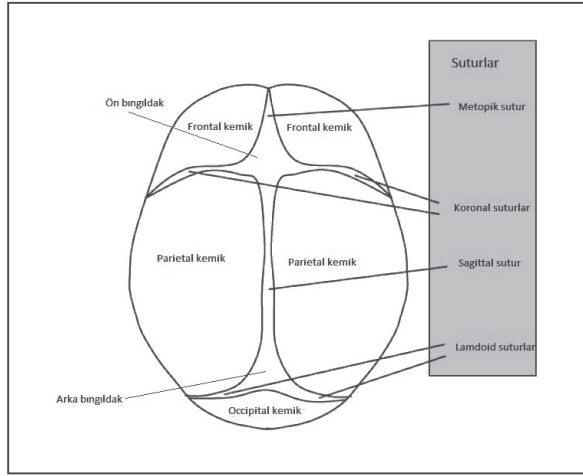 Suturlar
Ön bıngıldak
Metopik sutur
Frontal kemik
Frontal kemik
Koronal suturlar
Parietal kemik
Parietal kemik
Sagittal sutur
Lamdoid suturlar
Arka bıngıldak
Occipital kemik